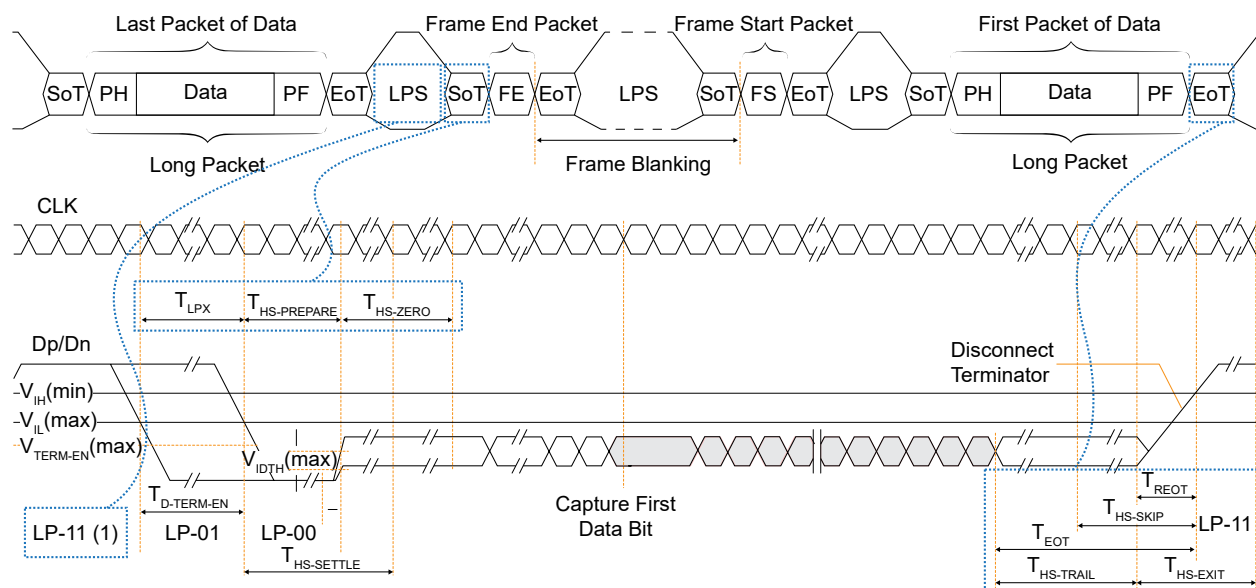 Last Packet of Data Frame End Packet Frame Start Packet First Packet of Data
SoT PH Data PF EoT LPS SoT FE EoT LPS SoT FS EoT LPS SoT PH Data PF EoT
Long Packet Frame Blanking Long Packet
CLK
TLPX THS-PREPARE THS-ZERO
Dp/Dn
Disconnect
Terminator
VIH(min)
VIL(max)
VTERM-EN(max)
VIDTH(max)
TD-TERM-EN
Capture First
Data Bit
TREOT
LP-11 (1) LP-01 LP-00
THS-SKIP LP-11
TEOT
THS-SETTLE
THS-TRAIL THS-EXIT